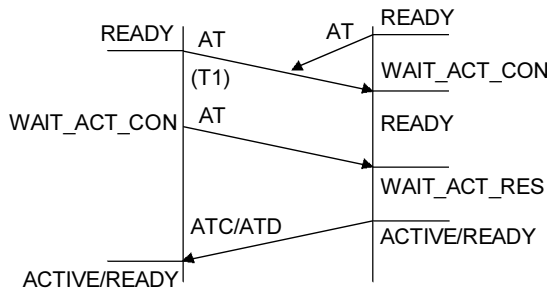 READY
READY
AT
AT
(T1)
WAIT_ACT_CON
WAIT_ACT_CON
AT
READY
WAIT_ACT_RES
ATC/ATD
ACTIVE/READY
ACTIVE/READY